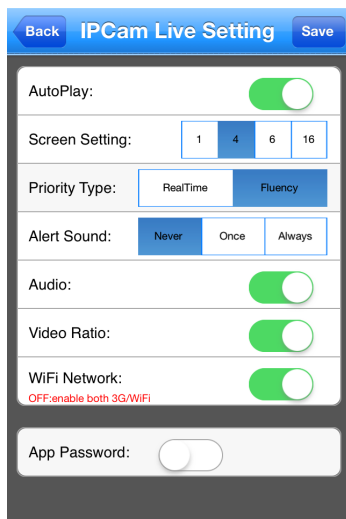 Back IPCam Live Setting Save
AutoPlay:
Screen Setting: 1 4 6 16
Priority Type: RealTime Fluency
Alert Sound: Never Once Always
Audio:
Video Ratio:
WiFi Network:
OFF:enable both 3G/WiFi
App Password: